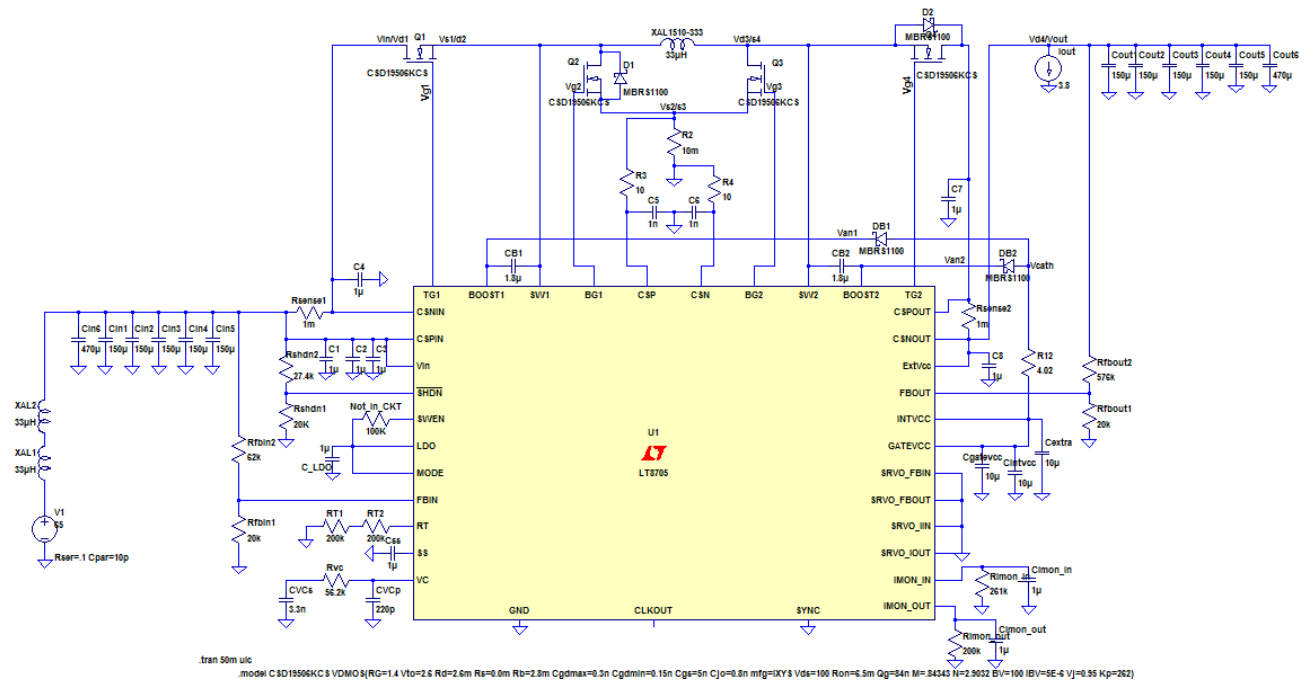 XAL1510-333
33µH
D2
MBRS1100
Vin/Vd1
Q1
Vs1/d2
CSD19506KCS
Vg1
Q2
Vg2
CSD19506KCS
D1
MBRS1100
Vd3/s4
Q3
Vg3
CSD19506KCS
Vs2/s3
CSD19506KCS
Vg4
Vd4/Vout
Iout
3.8
Cout1
150µ
Cout2
150µ
Cout3
150µ
Cout4
150µ
Cout5
150µ
Cout6
470µ
R2
10m
R3
10
R4
10
C5
1n
C6
1n
C7
1µ
Van1
DB1
MBRS1100
Van2
DB2
MBRS1100
Vcath
CB1
1.8µ
CB2
1.8µ
C4
1µ
Rsense1
1m
TG1
BOOST1
SW1
BG1
CSP
CSN
BG2
SW2
BOOST2
TG2
CSNIN
CSPIN
Vin
SHDN
SWEN
LDO
MODE
FBIN
RT
SS
VC
GND
CLKOUT
SYNC
CSPOUT
CSNOUT
ExtVcc
FBOUT
INTVCC
GATEVCC
SRVO_FBIN
SRVO_FBOUT
SRVO_IIN
SRVO_IOUT
IMON_IN
IMON_OUT
U1
LT8705
Cin6
470µ
Cin1
150µ
Cin2
150µ
Cin3
150µ
Cin4
150µ
Cin5
150µ
C1
1µ
C2
1µ
C3
1µ
Rshdn2
27.4k
Rshdn1
20K
Not_In_CKT
100K
1µ
C_LDO
XAL2
33µH
XAL1
33µH
V1
65
Rser=.1 Cpar=10p
Rfbin2
62k
Rfbin1
20k
RT1
200k
RT2
200k
Css
1µ
Rvc
56.2k
CVCs
3.3n
CVCp
220p
Rsense2
1m
C8
1µ
R12
4.02
Rfbout2
576k
Rfbout1
20k
Cextra
10µ
Cgatevcc
10µ
Cintvcc
10µ
Rimon_in
261k
Cimon_in
1µ
Rimon_out
200k
Cimon_out
1µ
.tran 50m uic
.model CSD19506KCS VDMOS(RG=1.4 Vto=2.6 Rd=2.6m Rs=0.0m Rb=2.8m Cgdmax=0.3n Cgdmin=0.15n Cgs=5n Cjo=0.8n mfg=IXYS Vds=100 Ron=6.5m Qg=84n M=.84343 N=2.9032 BV=100 IBV=5E-6 Vj=0.95 Kp=262)